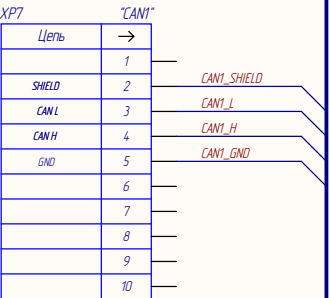 XP7 "CAN1"
Цепь →
1
SHIELD 2 CAN1_SHIELD
CAN L 3 CAN1_L
CAN H 4 CAN1_H
GND 5 CAN1_GND
6
7
8
9
10